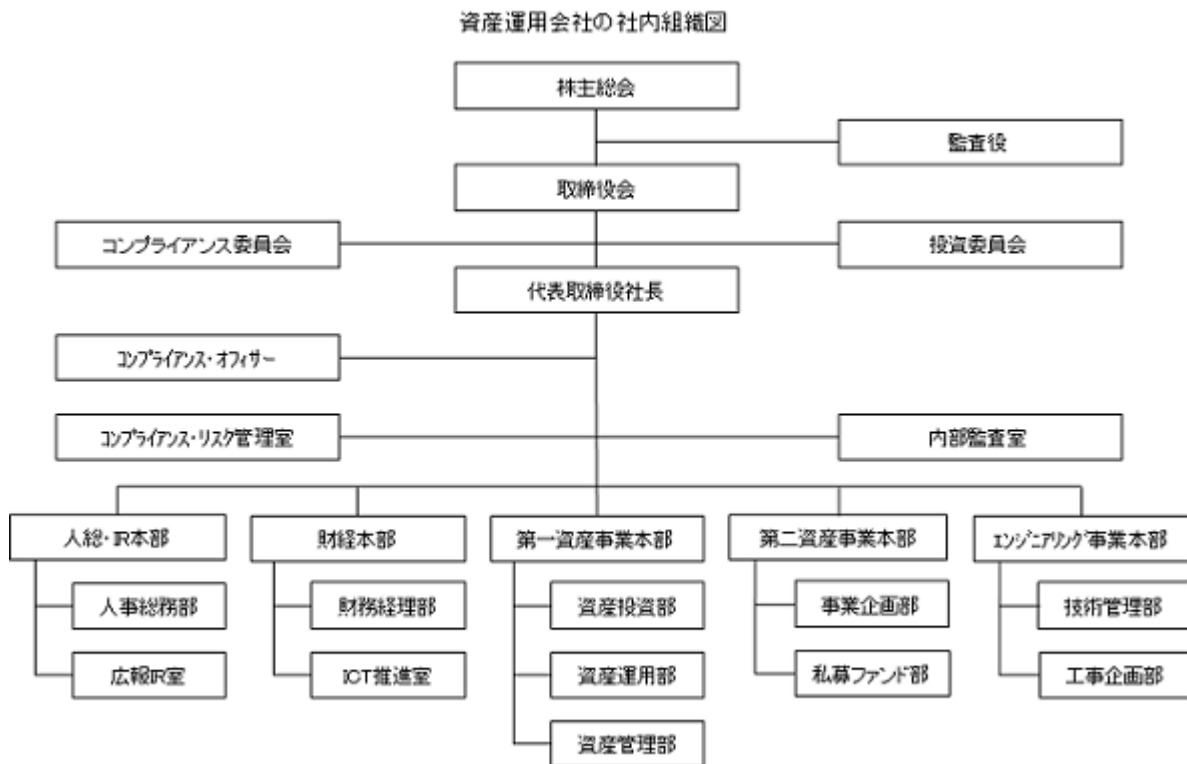 資産運用会社の社内組織図
株主総会
監査役
取締役会
コンプライアンス委員会
投資委員会
代表取締役社長
コンプライアンス・オフィサー
コンプライアンス・リスク管理室
内部監査室
人総・IR本部
財経本部
第一資産事業本部
第二資産事業本部
エンジニアリング事業本部
人事総務部
財務経理部
資産投資部
事業企画部
技術管理部
広報IR室
ICT推進室
資産運用部
私募ファンド部
工事企画部
資産管理部